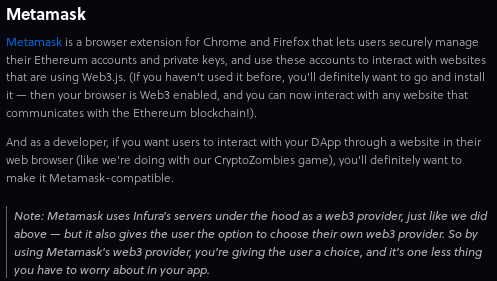 Metamask
Metamask is a browser extension for Chrome and Firefox that lets users securely manage
their Ethereum accounts and private keys, and use these accounts to interact with websites
that are using Web3.js. (If you haven't used it before, you'll definitely want to go and install
it — then your browser is Web3 enabled, and you can now interact with any website that
communicates with the Ethereum blockchain!).
And as a developer, if you want users to interact with your DApp through a website in their
web browser (like we're doing with our CryptoZombies game), you'll definitely want to
make it Metamask-compatible.
Note: Metamask uses Infura's servers under the hood as a web3 provider, just like we did
above — but it also gives the user the option to choose their own web3 provider. So by
using Metamask's web3 provider, you're giving the user a choice, and it's one less thing
you have to worry about in your app.